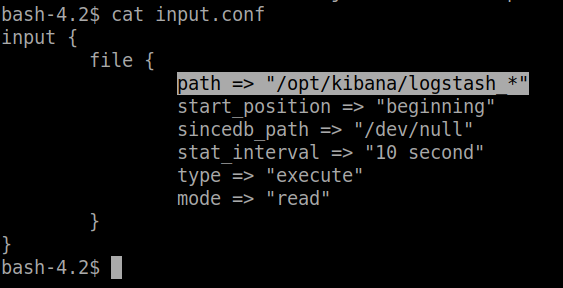 bash-4.2$ cat input.conf
input {
file {
path => "/opt/kibana/logstash_*"
start_position => "beginning"
sincedb_path => "/dev/null"
stat_interval => "10 second"
type => "execute"
mode => "read"
}
}
bash-4.2$